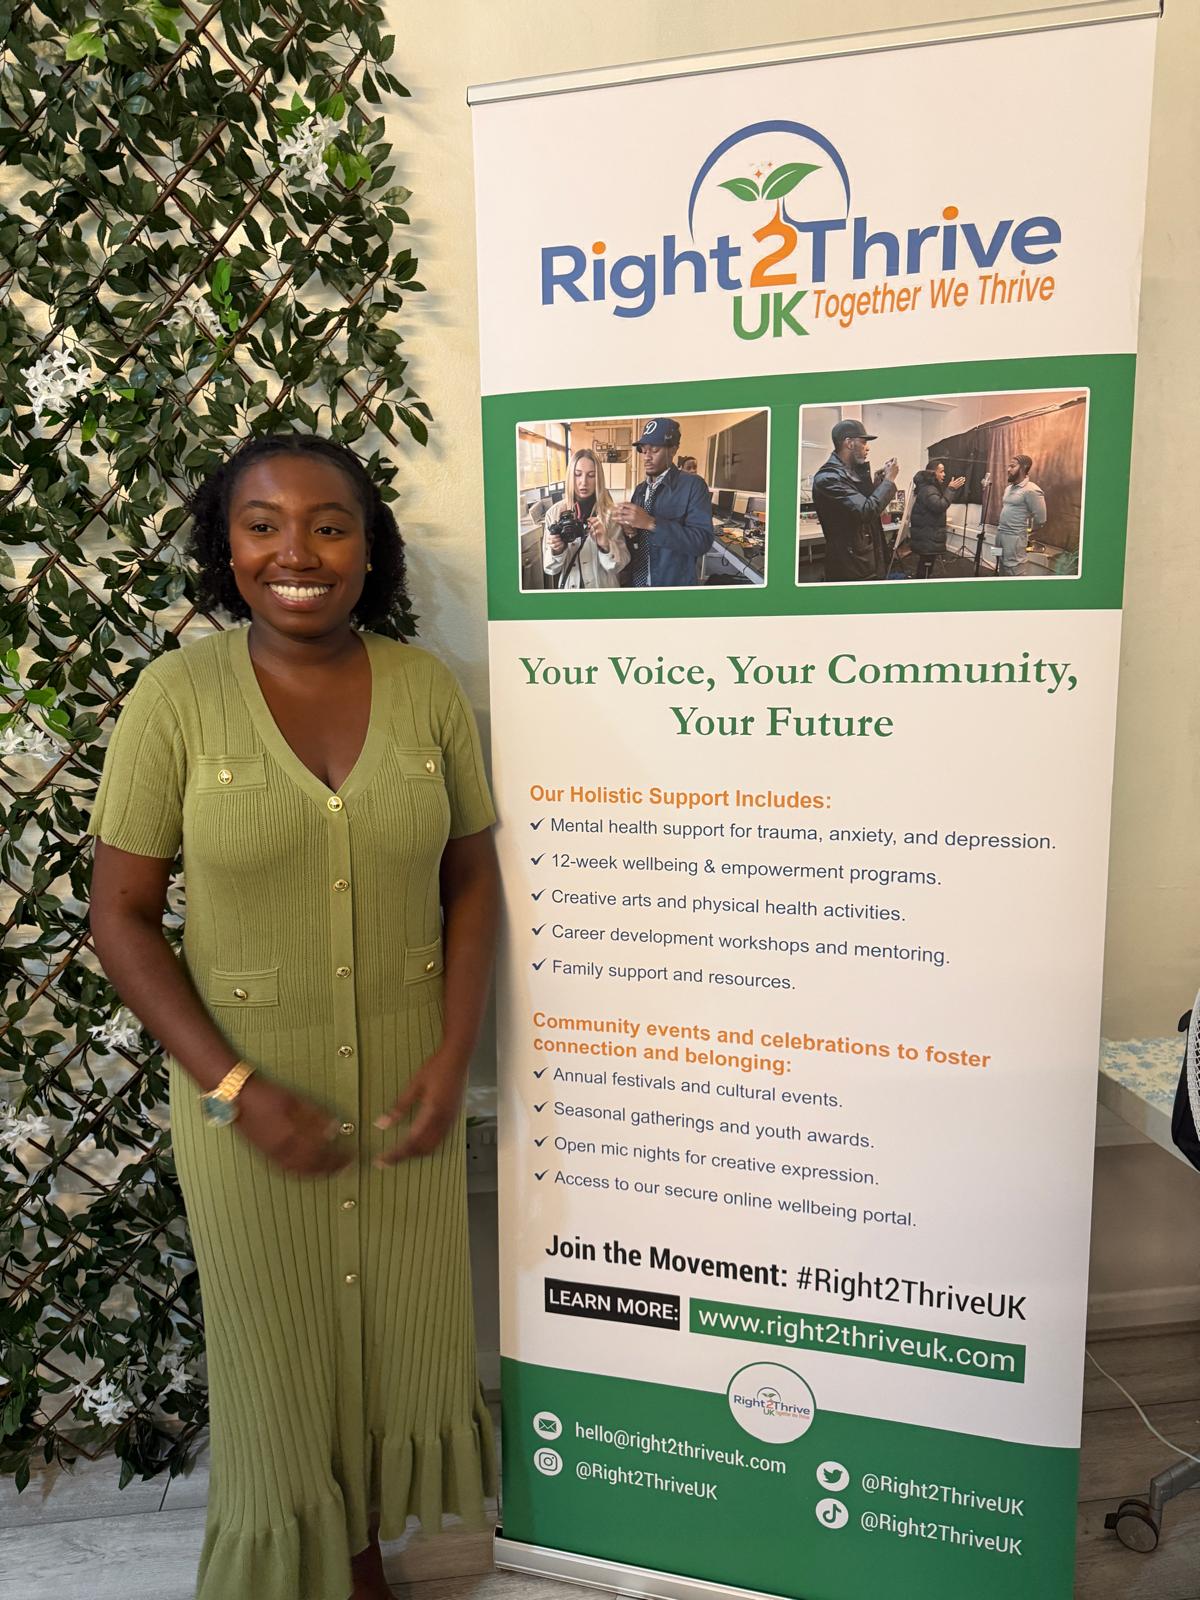 Right2Thrive
UK Together We Thrive
Your Voice, Your Community,
Your Future
Our Holistic Support Includes:
✓ Mental health support for trauma, anxiety, and depression.
✓ 12-week wellbeing & empowerment programs.
✓ Creative arts and physical health activities.
✓ Career development workshops and mentoring.
✓ Family support and resources.
Community events and celebrations to foster
connection and belonging:
✓ Annual festivals and cultural events.
✓ Seasonal gatherings and youth awards.
✓ Open mic nights for creative expression.
✓ Access to our secure online wellbeing portal.
Join the Movement: #Right2ThriveUK
LEARN MORE: www.right2thriveuk.com
Right2Thrive
UK Together We Thrive
hello@right2thriveuk.com
@Right2ThriveUK
@Right2ThriveUK
@Right2ThriveUK